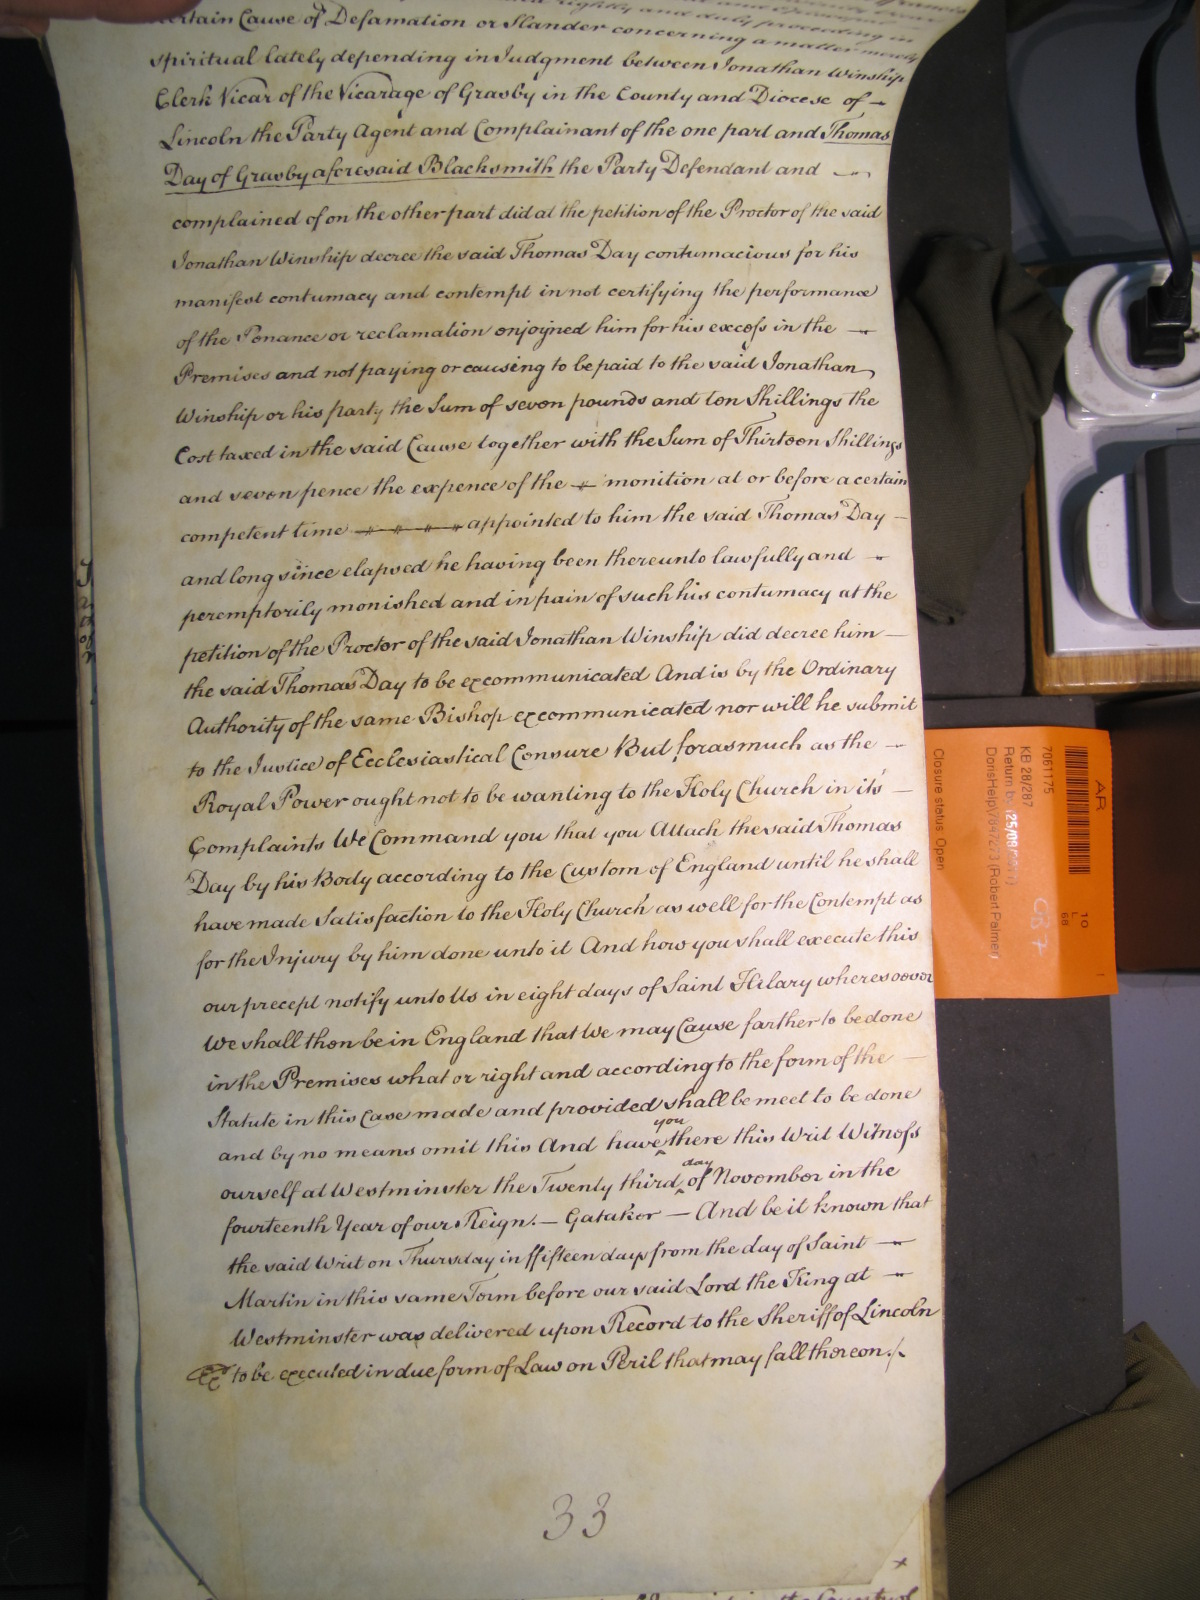 rightly and duly proceeding in
Certain Cause of Defamation or Slander concerning a matter merely
spiritual lately depending in Judgment between Jonathan Winship
Clerk Vicar of the Vicarage of Grasby in the County and Diocese of
Lincoln the Party Agent and Complainant of the one part and Thomas
Day of Grasby aforesaid Blacksmith the Party Defendant and
complained of on the other part did at the petition of the Proctor of the said
Jonathan Winship decree the said Thomas Day contumacious for his
manifest contumacy and contempt in not certifying the performance
of the Penance or reclamation enjoyned him for his excess in the
Premises and not paying or causing to be paid to the said Jonathan
Winship or his party the Sum of seven pounds and ten Shillings the
Cost taxed in the said Cause together with the Sum of Thirteen Shillings
and seven pence the expence of the monition at or before a certain
competent time appointed to him the said Thomas Day
and long since elapsed he having been thereunto lawfully and
peremptorily monished and in pain of such his contumacy at the
petition of the Proctor of the said Jonathan Winship did decree him
the said Thomas Day to be excommunicated And is by the Ordinary
Authority of the same Bishop excommunicated nor will he submit
to the Justice of Ecclesiastical Censure But forasmuch as the
Royal Power ought not to be wanting to the Holy Church in it's
Complaints We Command you that you Attach the said Thomas
Day by his Body according to the Custom of England until he shall
have made Satisfaction to the Holy Church as well for the Contempt as
for the Injury by him done unto it And how you shall execute this
our precept notify unto Us in eight days of Saint Hilary wheresoever
We shall then be in England that We may Cause farther to be done
in the Premises what or right and according to the form of the
Statute in this Case made and provided shall be meet to be done
and by no means omit this And have you there this Writ Witness
ourself at Westminster the Twenty third day of November in the
fourteenth Year of our Reign. — Gataker — And be it known that
the said Writ on Thursday in ffifteen days from the day of Saint
Martin in this same Term before our said Lord the King at
Westminster was delivered upon Record to the Sheriff of Lincoln
to be executed in due form of Law on Peril that may fall thereon
33
AR
7061175
KB 28/287
Return by
(Robert Palmer)
Closure status Open